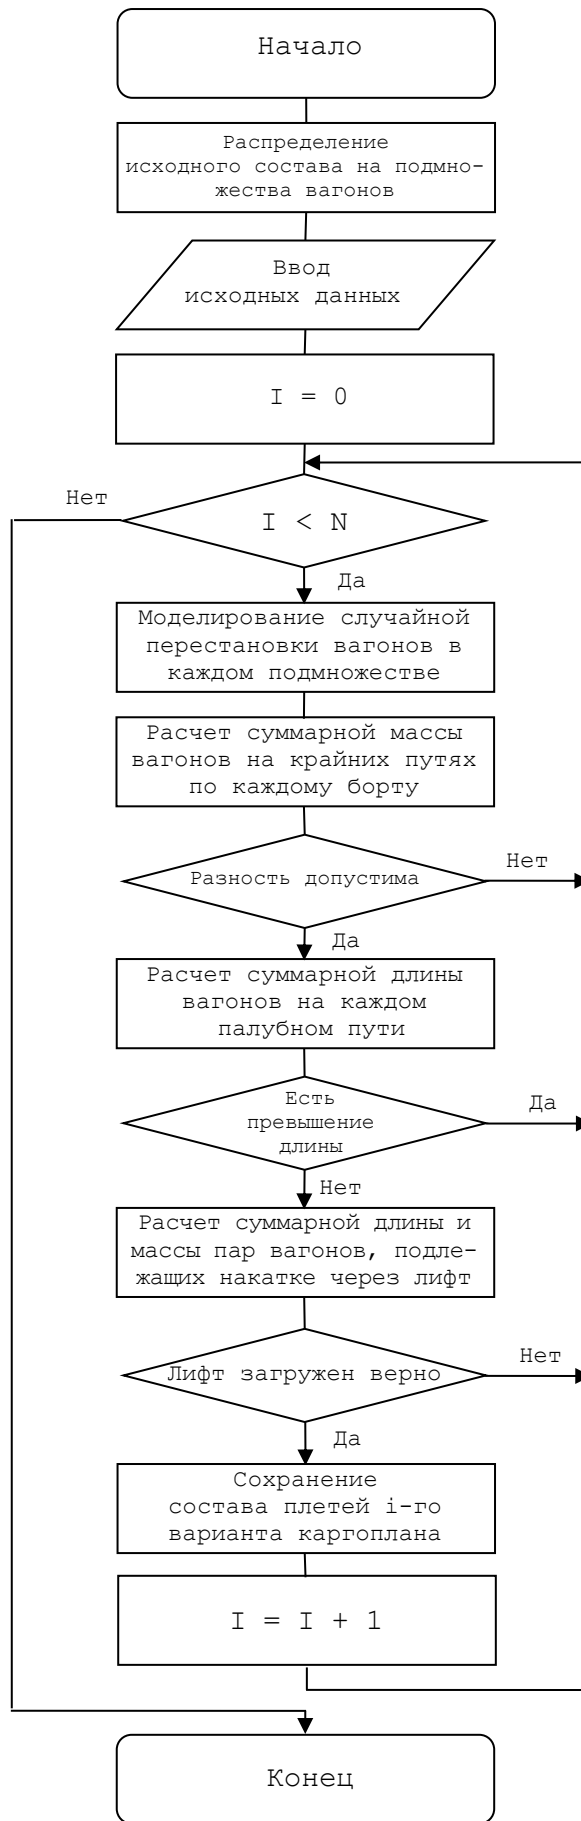 Начало
Распределение
исходного состава на подмно-
жества вагонов
Ввод
исходных данных
I = 0
Нет
I < N
Да
Моделирование случайной
перестановки вагонов в
каждом подмножестве
Расчет суммарной массы
вагонов на крайних путях
по каждому борту
Разность допустима
Нет
Да
Расчет суммарной длины
вагонов на каждом
палубном пути
Есть
превышение
длины
Да
Нет
Расчет суммарной длины и
массы пар вагонов, подле-
жащих накатке через лифт
Лифт загружен верно
Нет
Да
Сохранение
состава плетей i-го
варианта каргоплана
I = I + 1
Конец